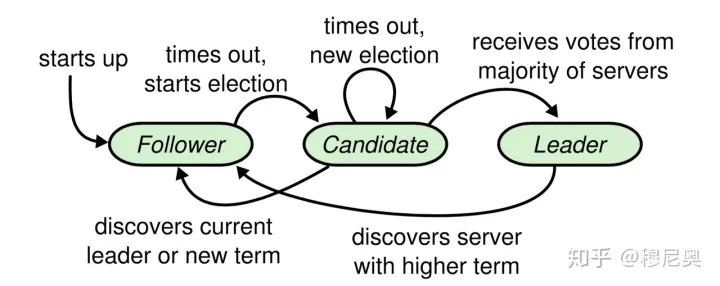 starts up
times out,
starts election
times out,
new election
receives votes from
majority of servers
Follower
Candidate
Leader
discovers current
leader or new term
discovers server
with higher term
知乎 @穆尼奥